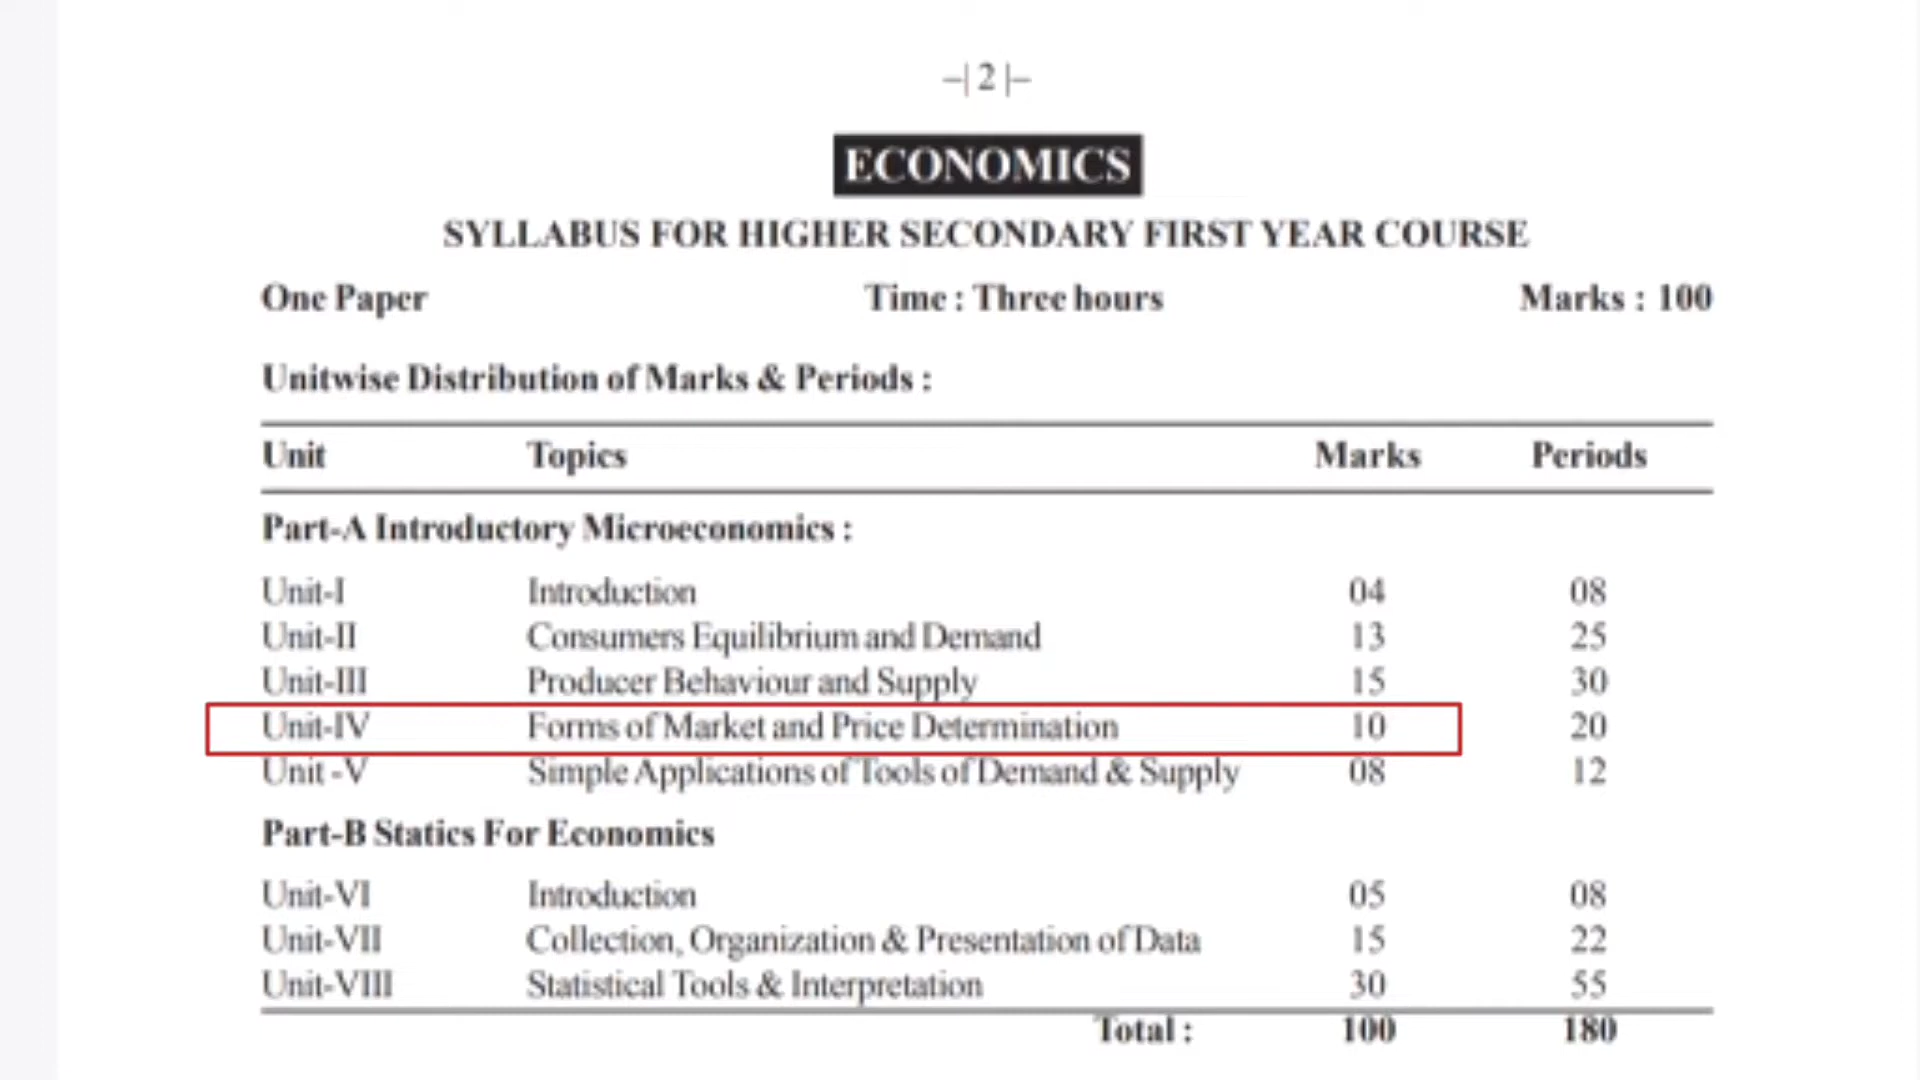 –| 2 |–
ECONOMICS
SYLLABUS FOR HIGHER SECONDARY FIRST YEAR COURSE
One Paper Time : Three hours Marks : 100
Unitwise Distribution of Marks & Periods :
Unit Topics Marks Periods
Part-A Introductory Microeconomics :
Unit-I Introduction 04 08
Unit-II Consumers Equilibrium and Demand 13 25
Unit-III Producer Behaviour and Supply 15 30
Unit-IV Forms of Market and Price Determination 10 20
Unit -V Simple Applications of Tools of Demand & Supply 08 12
Part-B Statics For Economics
Unit-VI Introduction 05 08
Unit-VII Collection, Organization & Presentation of Data 15 22
Unit-VIII Statistical Tools & Interpretation 30 55
Total : 100 180